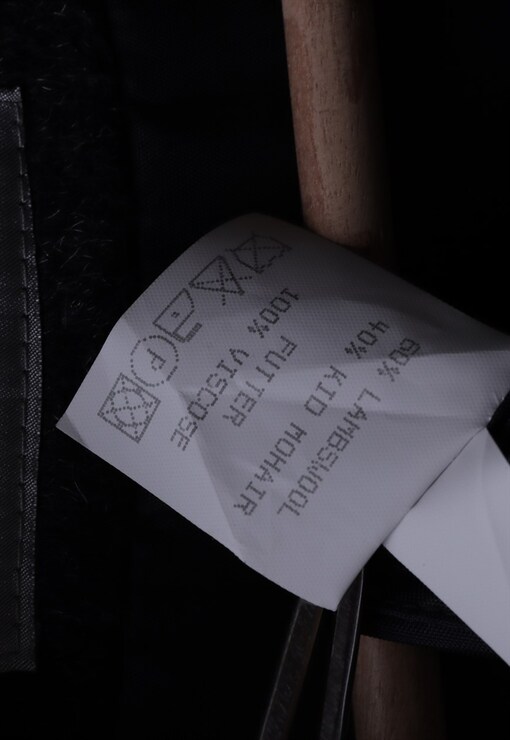 60% LAMBSWOOL
40% KID MOHAIR
FUTTER
100% VISCOSE